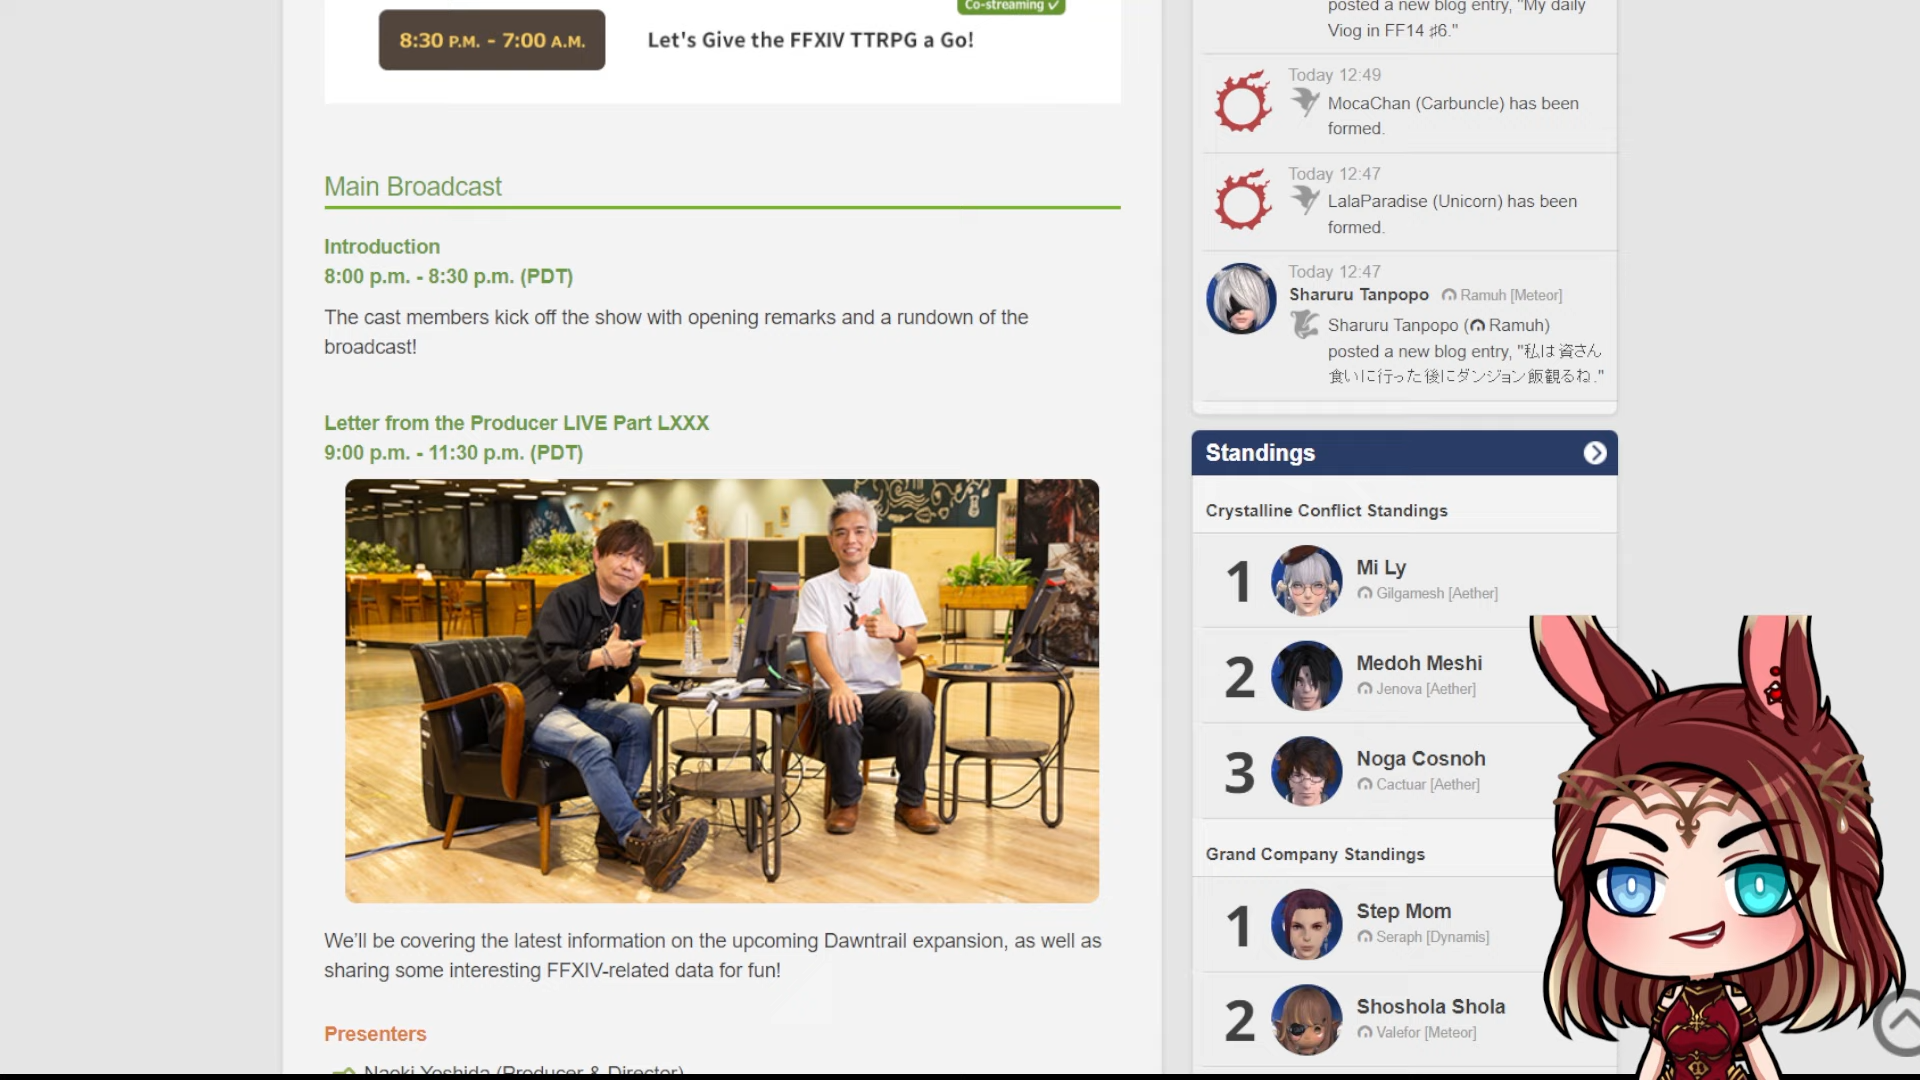 Co-streaming ✓
8:30 P.M. - 7:00 A.M.
Let's Give the FFXIV TTRPG a Go!
Main Broadcast
Introduction
8:00 p.m. - 8:30 p.m. (PDT)
The cast members kick off the show with opening remarks and a rundown of the
broadcast!
Letter from the Producer LIVE Part LXXX
9:00 p.m. - 11:30 p.m. (PDT)
We’ll be covering the latest information on the upcoming Dawntrail expansion, as well as
sharing some interesting FFXIV-related data for fun!
Presenters
Naoki Yoshida (Producer & Director)
posted a new blog entry, "My daily
Viog in FF14 ♯6."
Today 12:49
MocaChan (Carbuncle) has been
formed.
Today 12:47
LalaParadise (Unicorn) has been
formed.
Today 12:47
Sharuru Tanpopo Ramuh [Meteor]
Sharuru Tanpopo (Ramuh)
posted a new blog entry, "私は資さん
食いに行った後にダンジョン飯観るね."
Standings
Crystalline Conflict Standings
1
Mi Ly
Gilgamesh [Aether]
2
Medoh Meshi
Jenova [Aether]
3
Noga Cosnoh
Cactuar [Aether]
Grand Company Standings
1
Step Mom
Seraph [Dynamis]
2
Shoshola Shola
Valefor [Meteor]